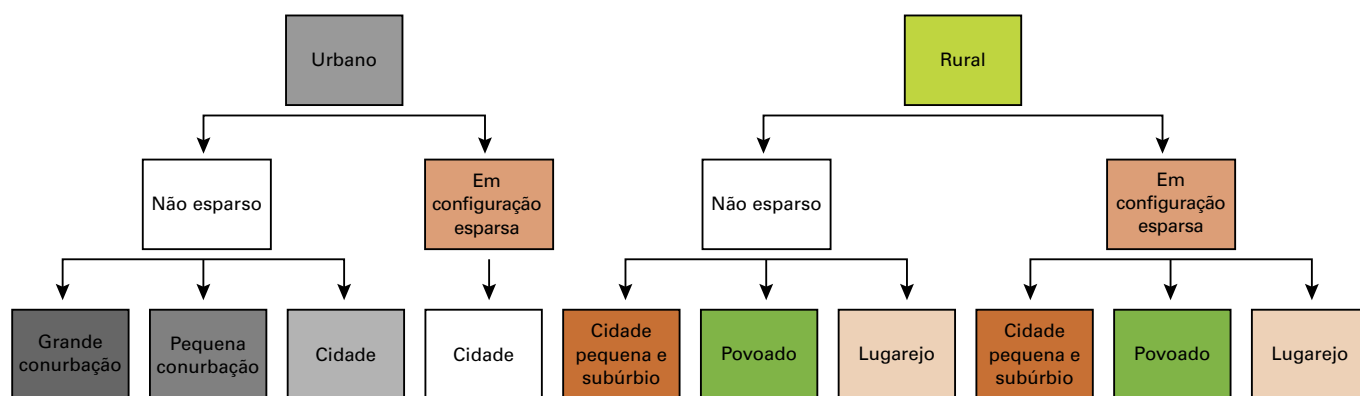 Urbano
Rural
Não esparso
Em
configuração
esparsa
Não esparso
Em
configuração
esparsa
Grande
conurbação
Pequena
conurbação
Cidade
Cidade
Cidade
pequena e
subúrbio
Povoado
Lugarejo
Cidade
pequena e
subúrbio
Povoado
Lugarejo